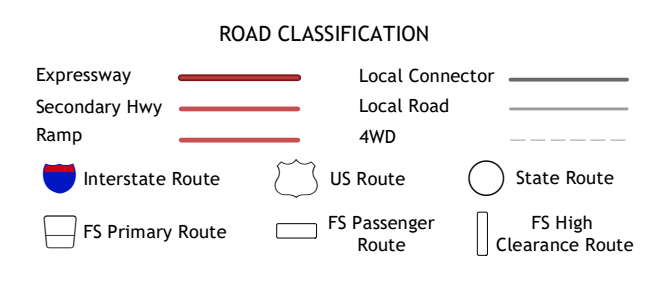 ROAD CLASSIFICATION
Expressway
Local Connector
Secondary Hwy
Local Road
Ramp
4WD
Interstate Route
US Route
State Route
FS Primary Route
FS Passenger
Route
FS High
Clearance Route